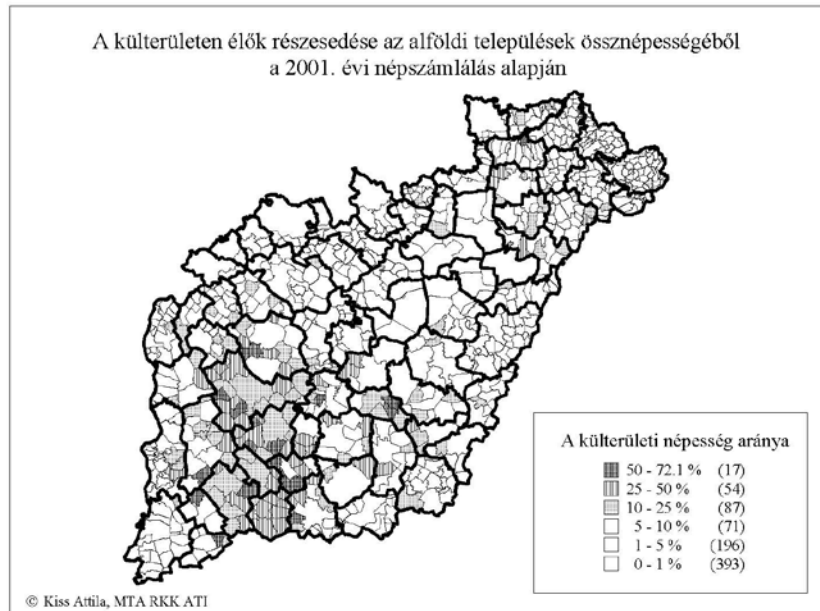 A külterületen élők részesedése az alföldi települések össznépességéből
a 2001. évi népszámlálás alapján
A külterületi népesség aránya
50 - 72.1 % (17)
25 - 50 % (54)
10 - 25 % (87)
5 - 10 % (71)
1 - 5 % (196)
0 - 1 % (393)
© Kiss Attila, MTA RKK ATI